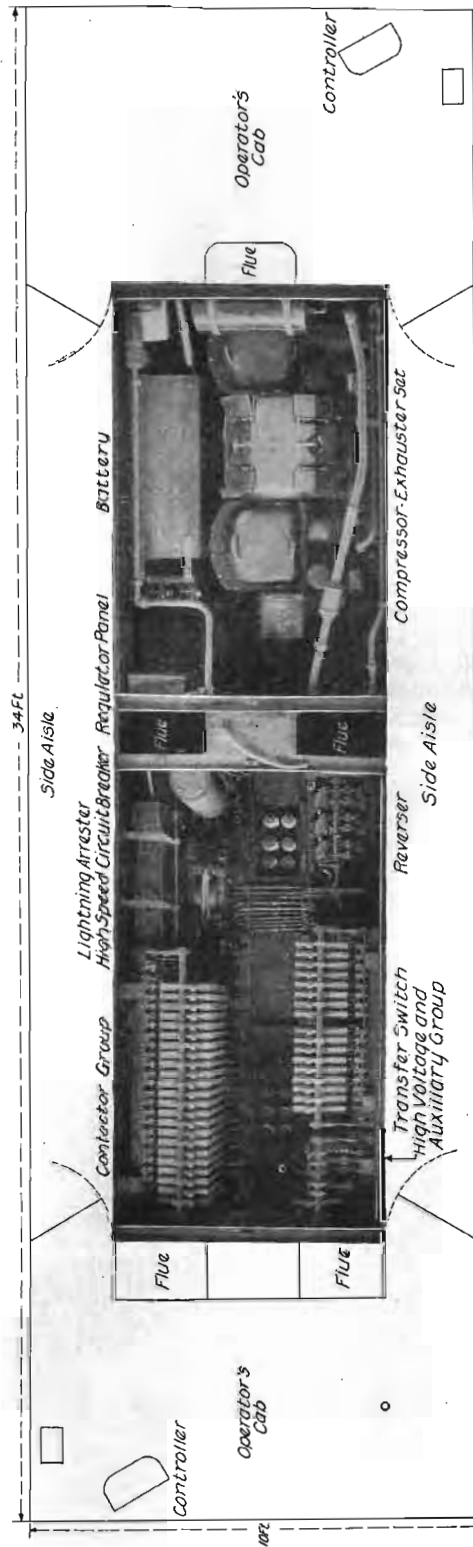 34 Ft.
Side Aisle
Operator's
Cab
Controller
Contactor Group
Lightning Arrester
High Speed Circuit Breaker
Regulator Panel
Battery
Operator's
Cab
Controller
Flue
Flue
Flue
Flue
Flue
Transfer Switch
High Voltage and
Auxiliary Group
Reverser
Compressor-Exhauster Set
Side Aisle
10Ft